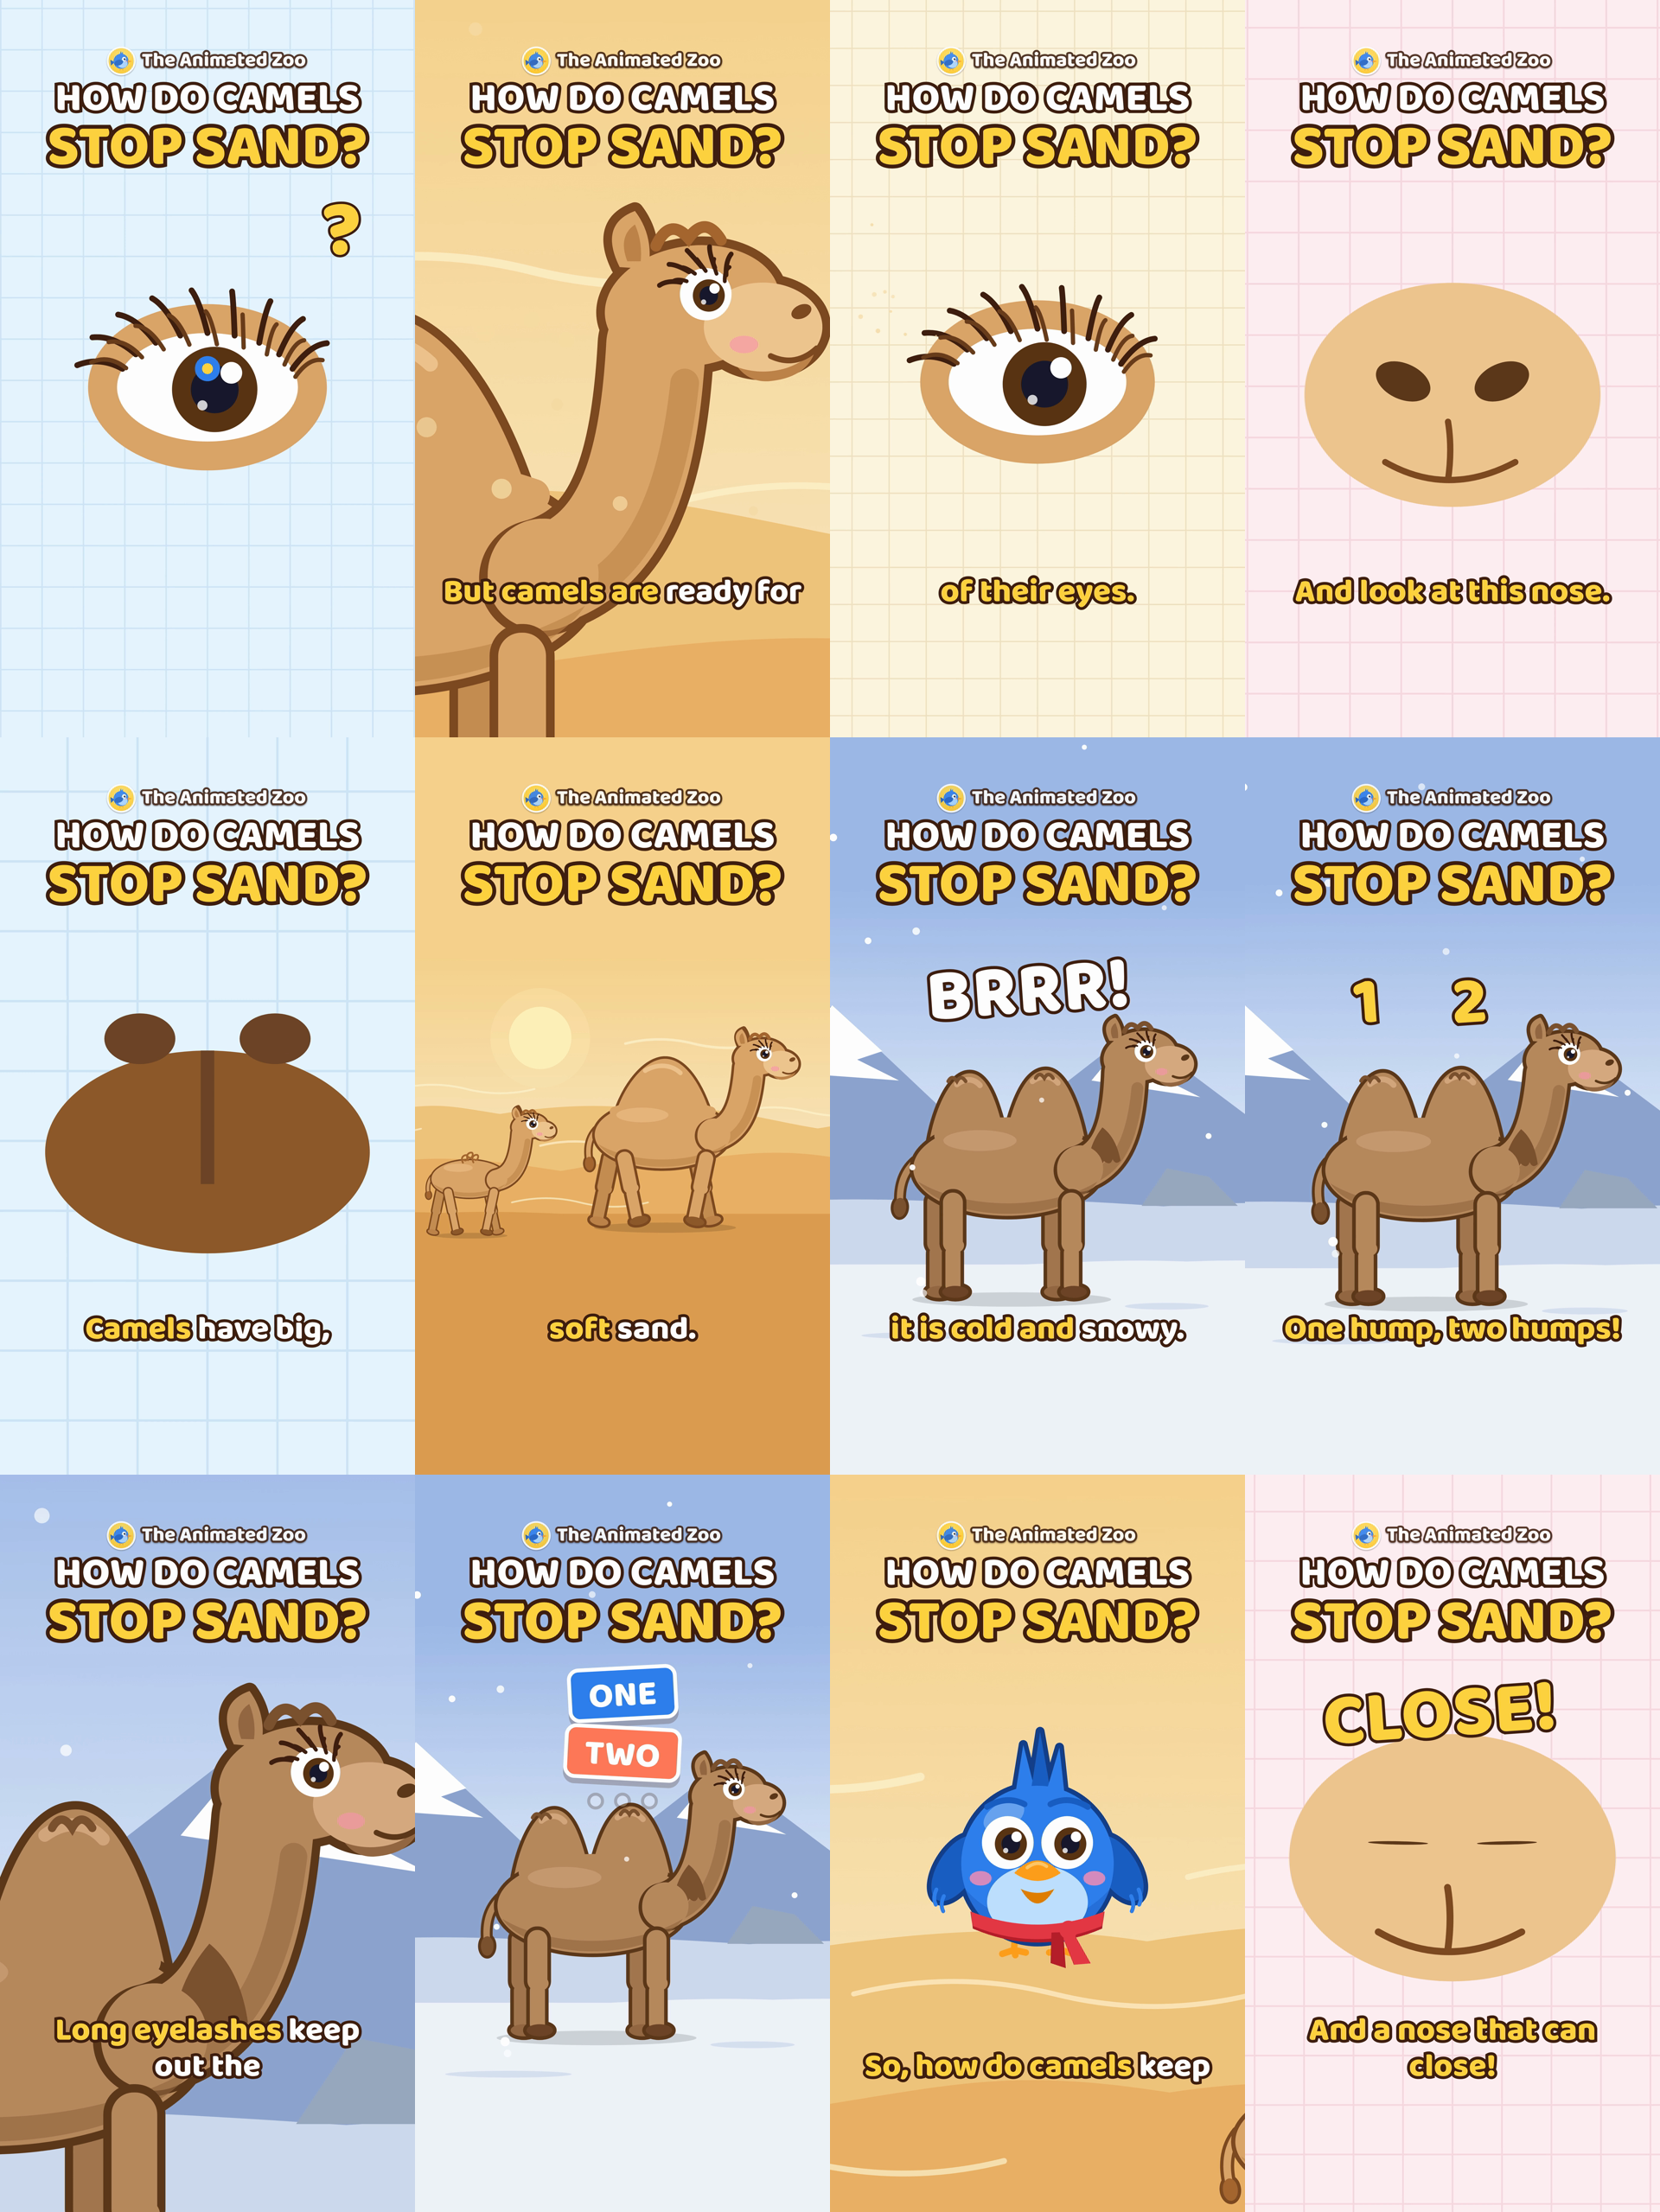 The Animated Zoo
HOW DO CAMELS
STOP SAND?
?
The Animated Zoo
HOW DO CAMELS
STOP SAND?
But camels are ready for
The Animated Zoo
HOW DO CAMELS
STOP SAND?
of their eyes.
The Animated Zoo
HOW DO CAMELS
STOP SAND?
And look at this nose.
The Animated Zoo
HOW DO CAMELS
STOP SAND?
Camels have big,
The Animated Zoo
HOW DO CAMELS
STOP SAND?
soft sand.
The Animated Zoo
HOW DO CAMELS
STOP SAND?
BRRR!
it is cold and snowy.
The Animated Zoo
HOW DO CAMELS
STOP SAND?
1 2
One hump, two humps!
The Animated Zoo
HOW DO CAMELS
STOP SAND?
Long eyelashes keep
out the
The Animated Zoo
HOW DO CAMELS
STOP SAND?
ONE
TWO
The Animated Zoo
HOW DO CAMELS
STOP SAND?
So, how do camels keep
The Animated Zoo
HOW DO CAMELS
STOP SAND?
CLOSE!
And a nose that can
close!